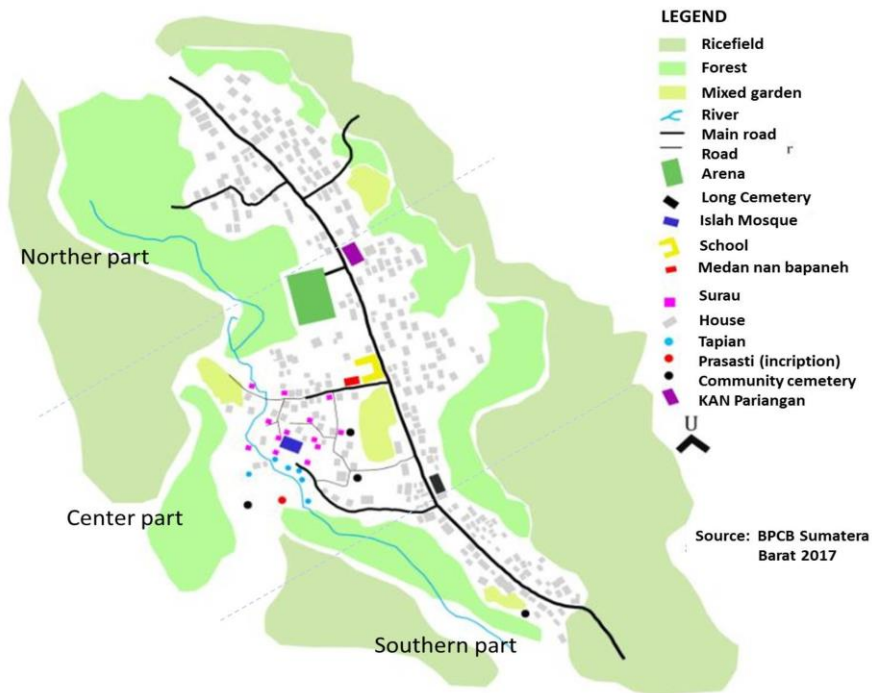 LEGEND
Ricefield
Forest
Mixed garden
River
Main road
Road
r
Arena
Long Cemetery
Islah Mosque
School
Medan nan bapaneh
Surau
House
Tapian
Prasasti (incription)
Community cemetery
KAN Pariangan
U
Source: BPCB Sumatera
Barat 2017
Norther part
Center part
Southern part